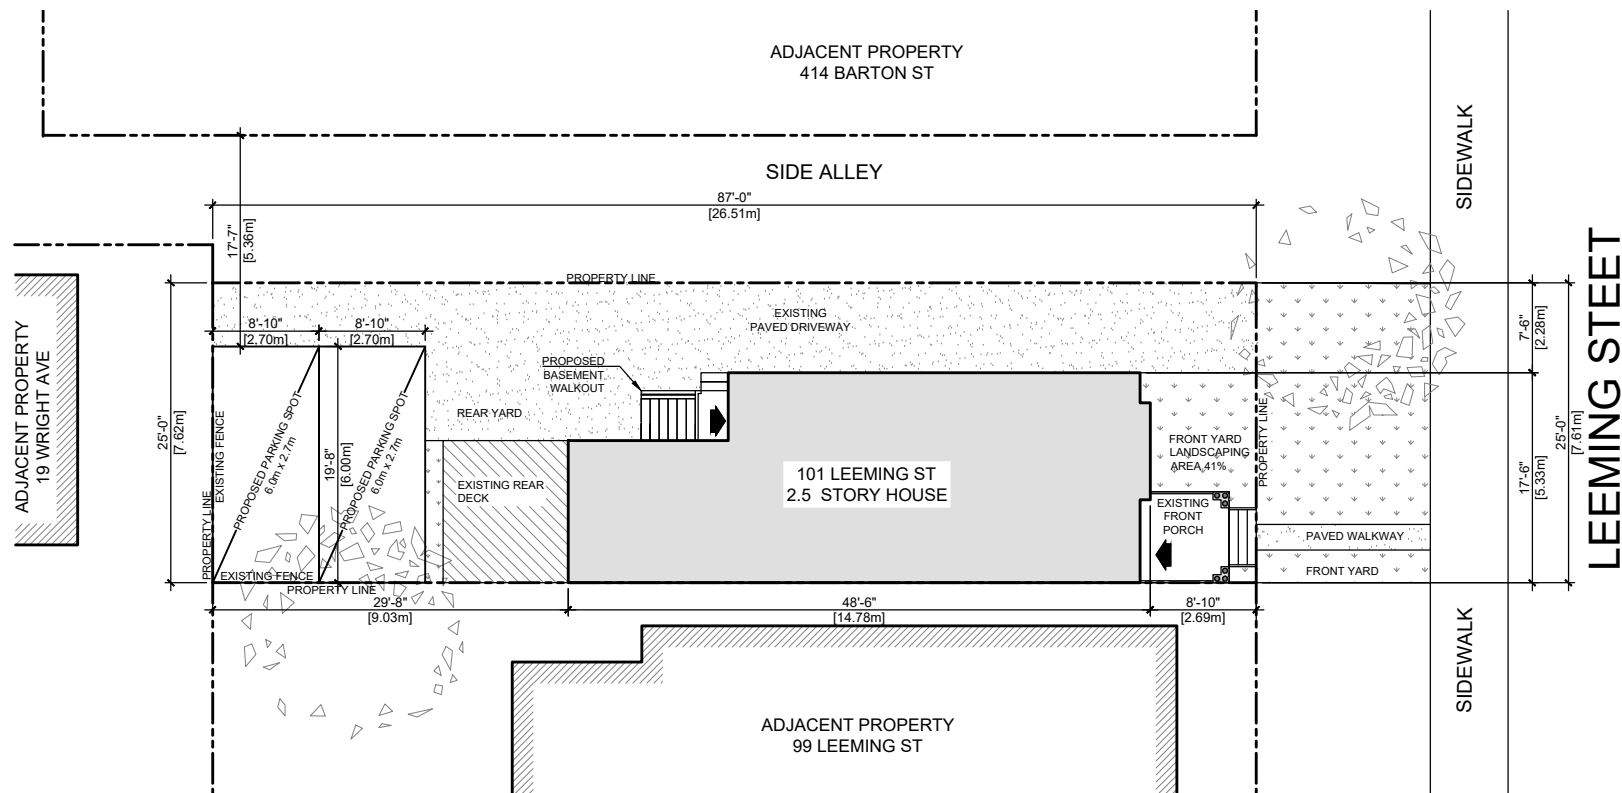 ADJACENT PROPERTY
414 BARTON ST
SIDEWALK
SIDE ALLEY
87'-0"
[26.51m]
17'-7"
[5.36m]
LEEMING STEET
PROPERTY LINE
ADJACENT PROPERTY
19 WRIGHT AVE
25'-0"
[7.62m]
8'-10"
[2.70m]
8'-10"
[2.70m]
EXISTING
PAVED DRIVEWAY
7'-6"
[2.28m]
PROPOSED
BASEMENT
WALKOUT
EXISTING FENCE
PROPOSED PARKING SPOT
6.0m x 2.7m
19'-8"
[6.00m]
PROPOSED PARKING SPOT
6.0m x 2.7m
REAR YARD
EXISTING REAR
DECK
101 LEEMING ST
2.5 STORY HOUSE
FRONT YARD
LANDSCAPING
AREA 41%
PROPERTY LINE
17'-6"
[5.33m]
25'-0"
[7.61m]
EXISTING
FRONT
PORCH
PAVED WALKWAY
FRONT YARD
PROPERTY LINE
EXISTING FENCE
PROPERTY LINE
29'-8"
[9.03m]
48'-6"
[14.78m]
8'-10"
[2.69m]
SIDEWALK
ADJACENT PROPERTY
99 LEEMING ST